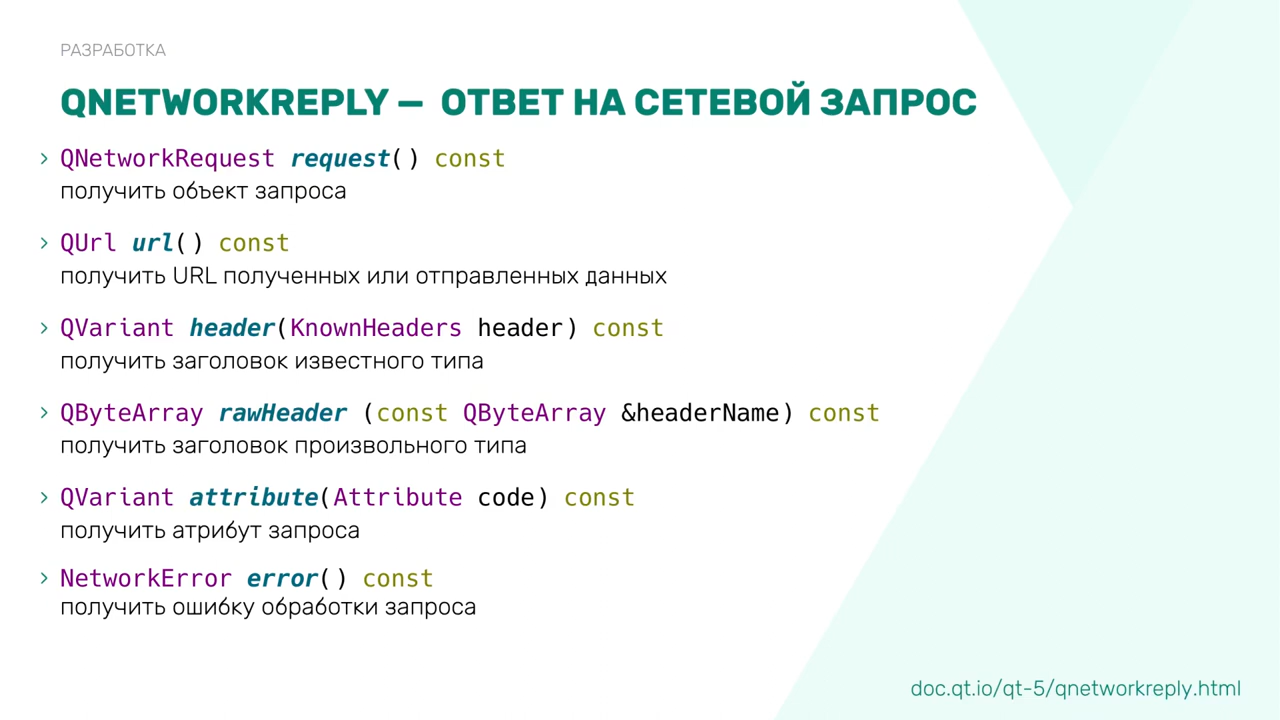 РАЗРАБОТКА
QNETWORKREPLY — ОТВЕТ НА СЕТЕВОЙ ЗАПРОС
› QNetworkRequest request() const
получить объект запроса
› QUrl url() const
получить URL полученных или отправленных данных
› QVariant header(KnownHeaders header) const
получить заголовок известного типа
› QByteArray rawHeader (const QByteArray &headerName) const
получить заголовок произвольного типа
› QVariant attribute(Attribute code) const
получить атрибут запроса
› NetworkError error() const
получить ошибку обработки запроса
doc.qt.io/qt-5/qnetworkreply.html